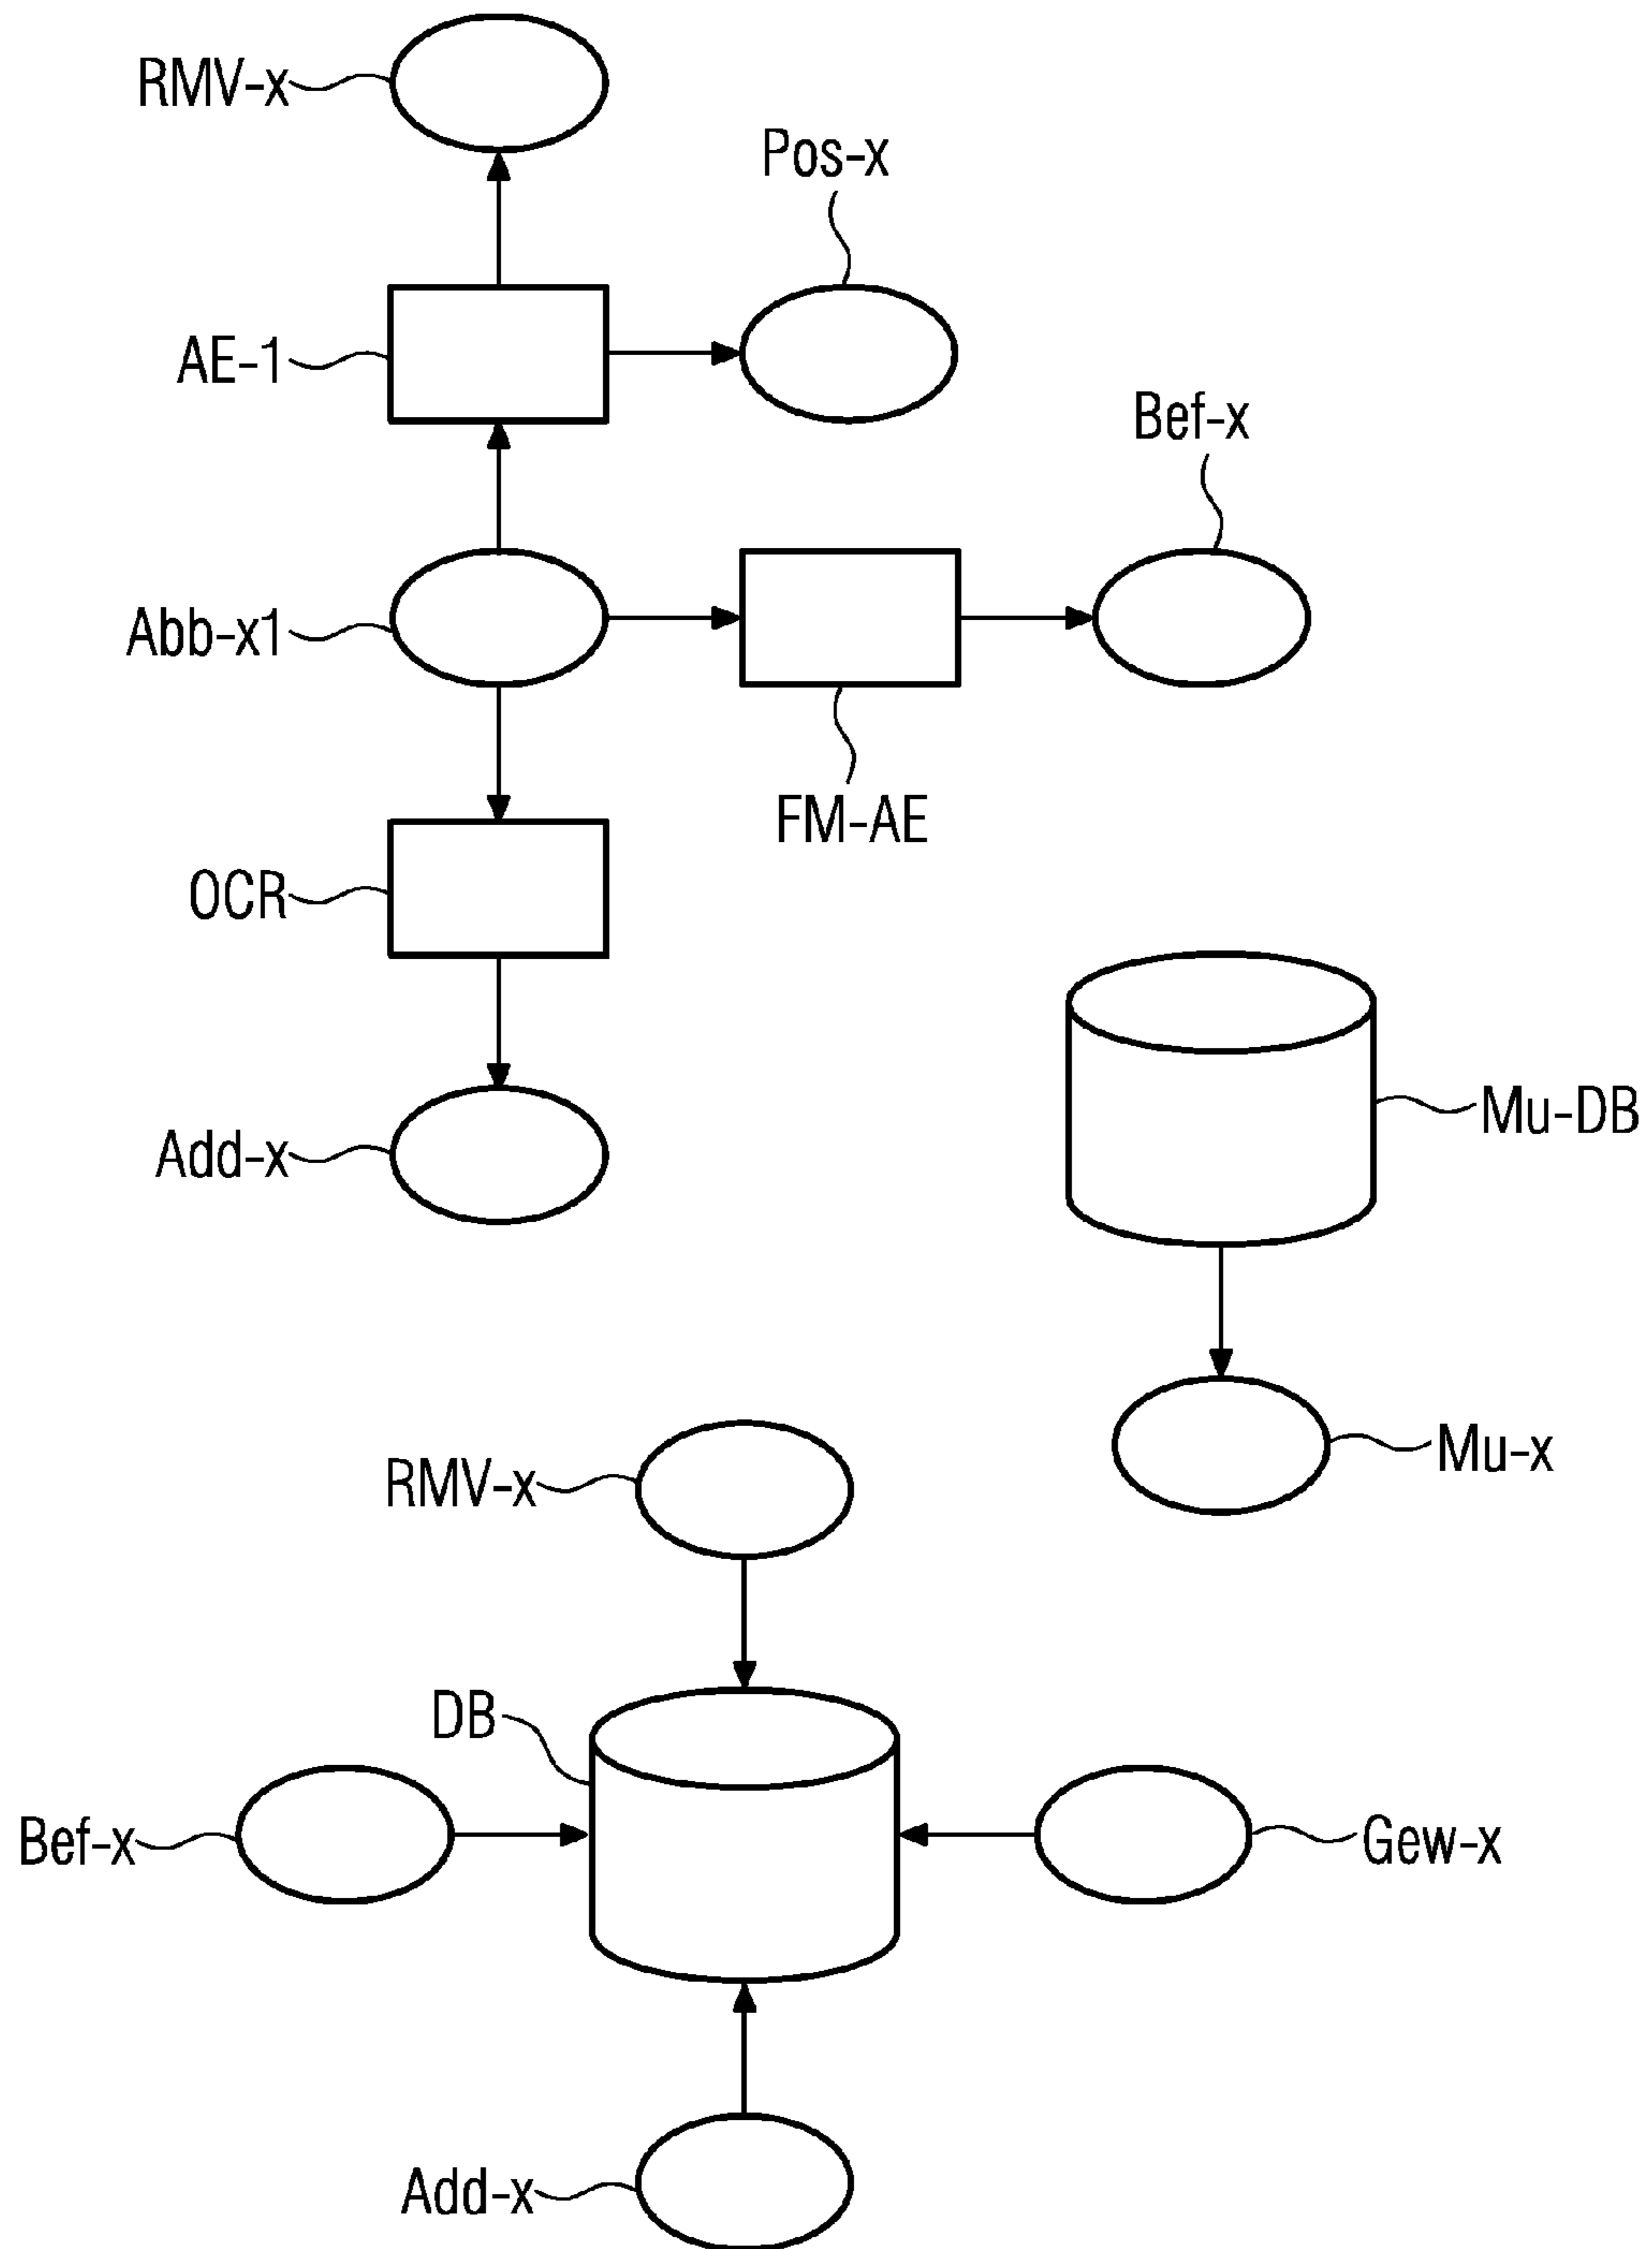 RMV-x
Pos-x
AE-1
Bef-x
Abb-x1
FM-AE
OCR
Mu-DB
Add-x
Mu-x
RMV-x
DB
Bef-x
Gew-x
Add-x